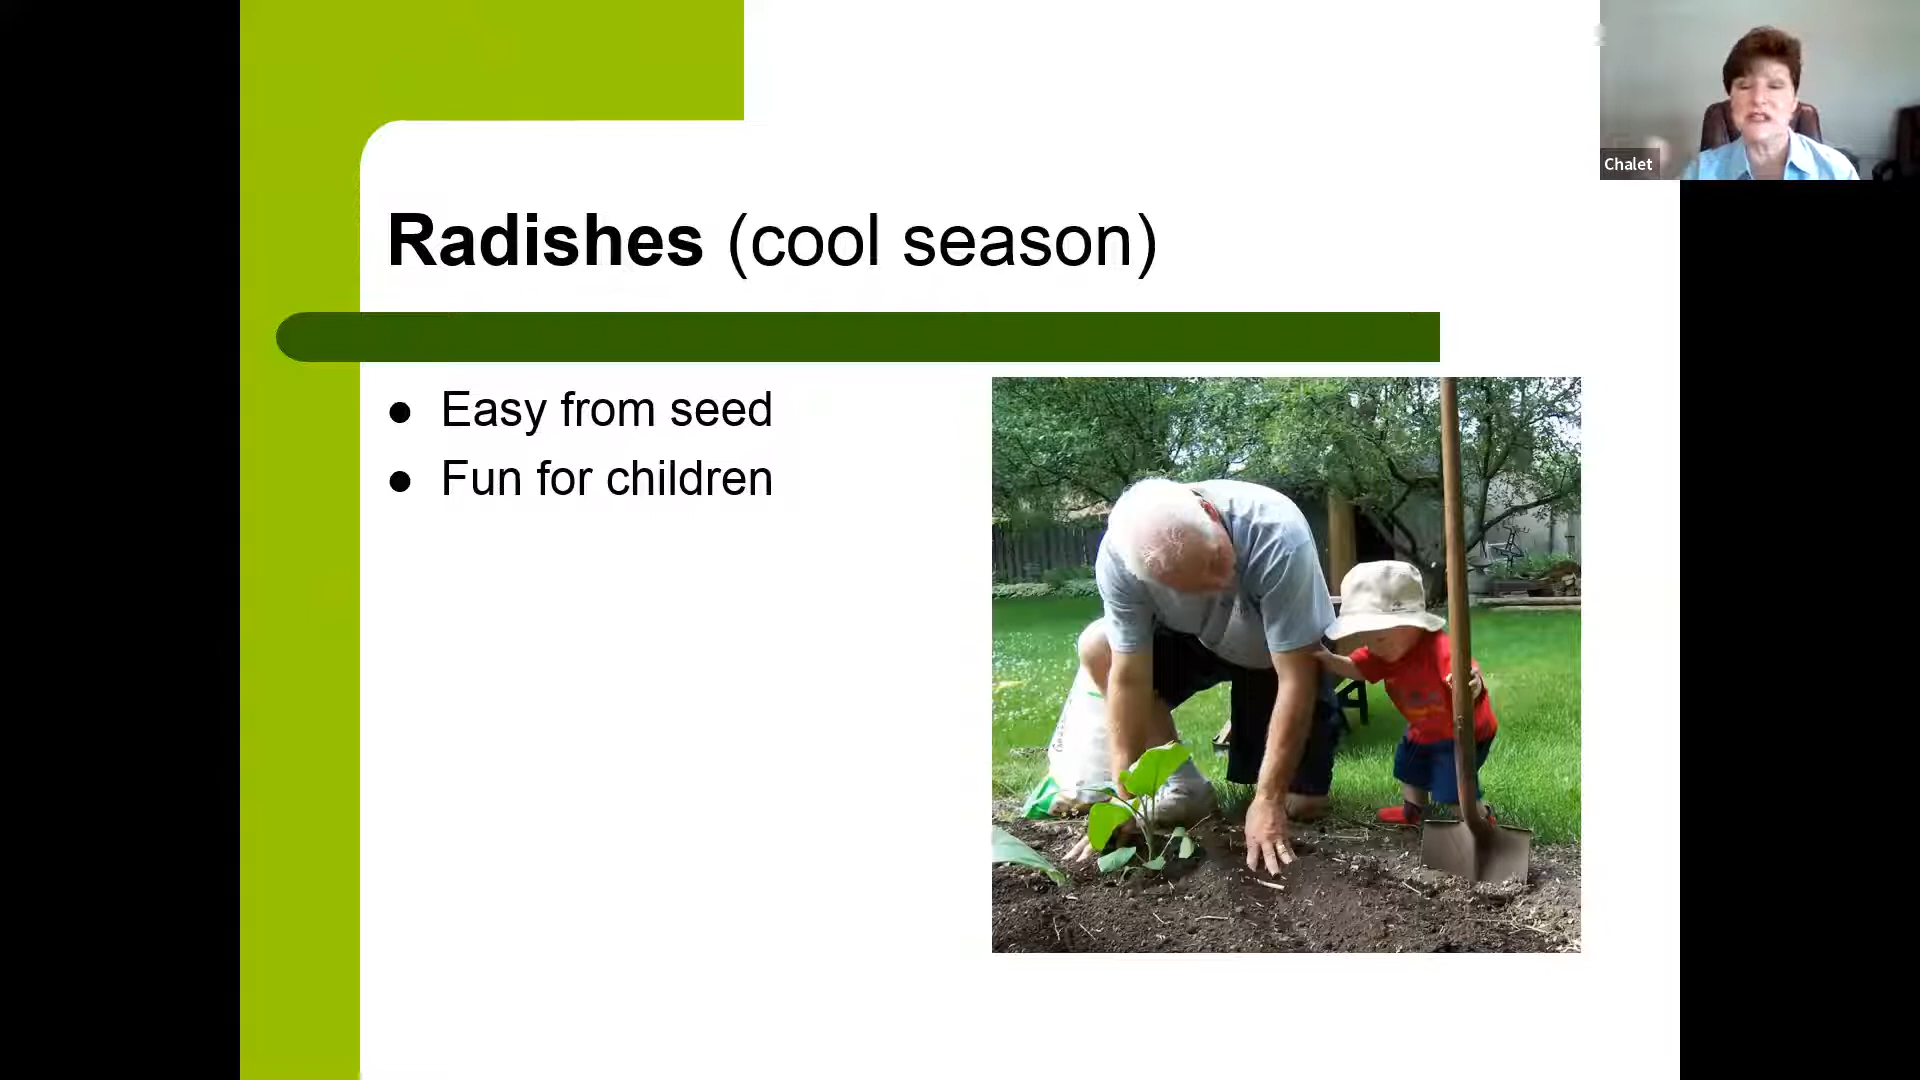 Radishes (cool season)
● Easy from seed
● Fun for children
Chalet